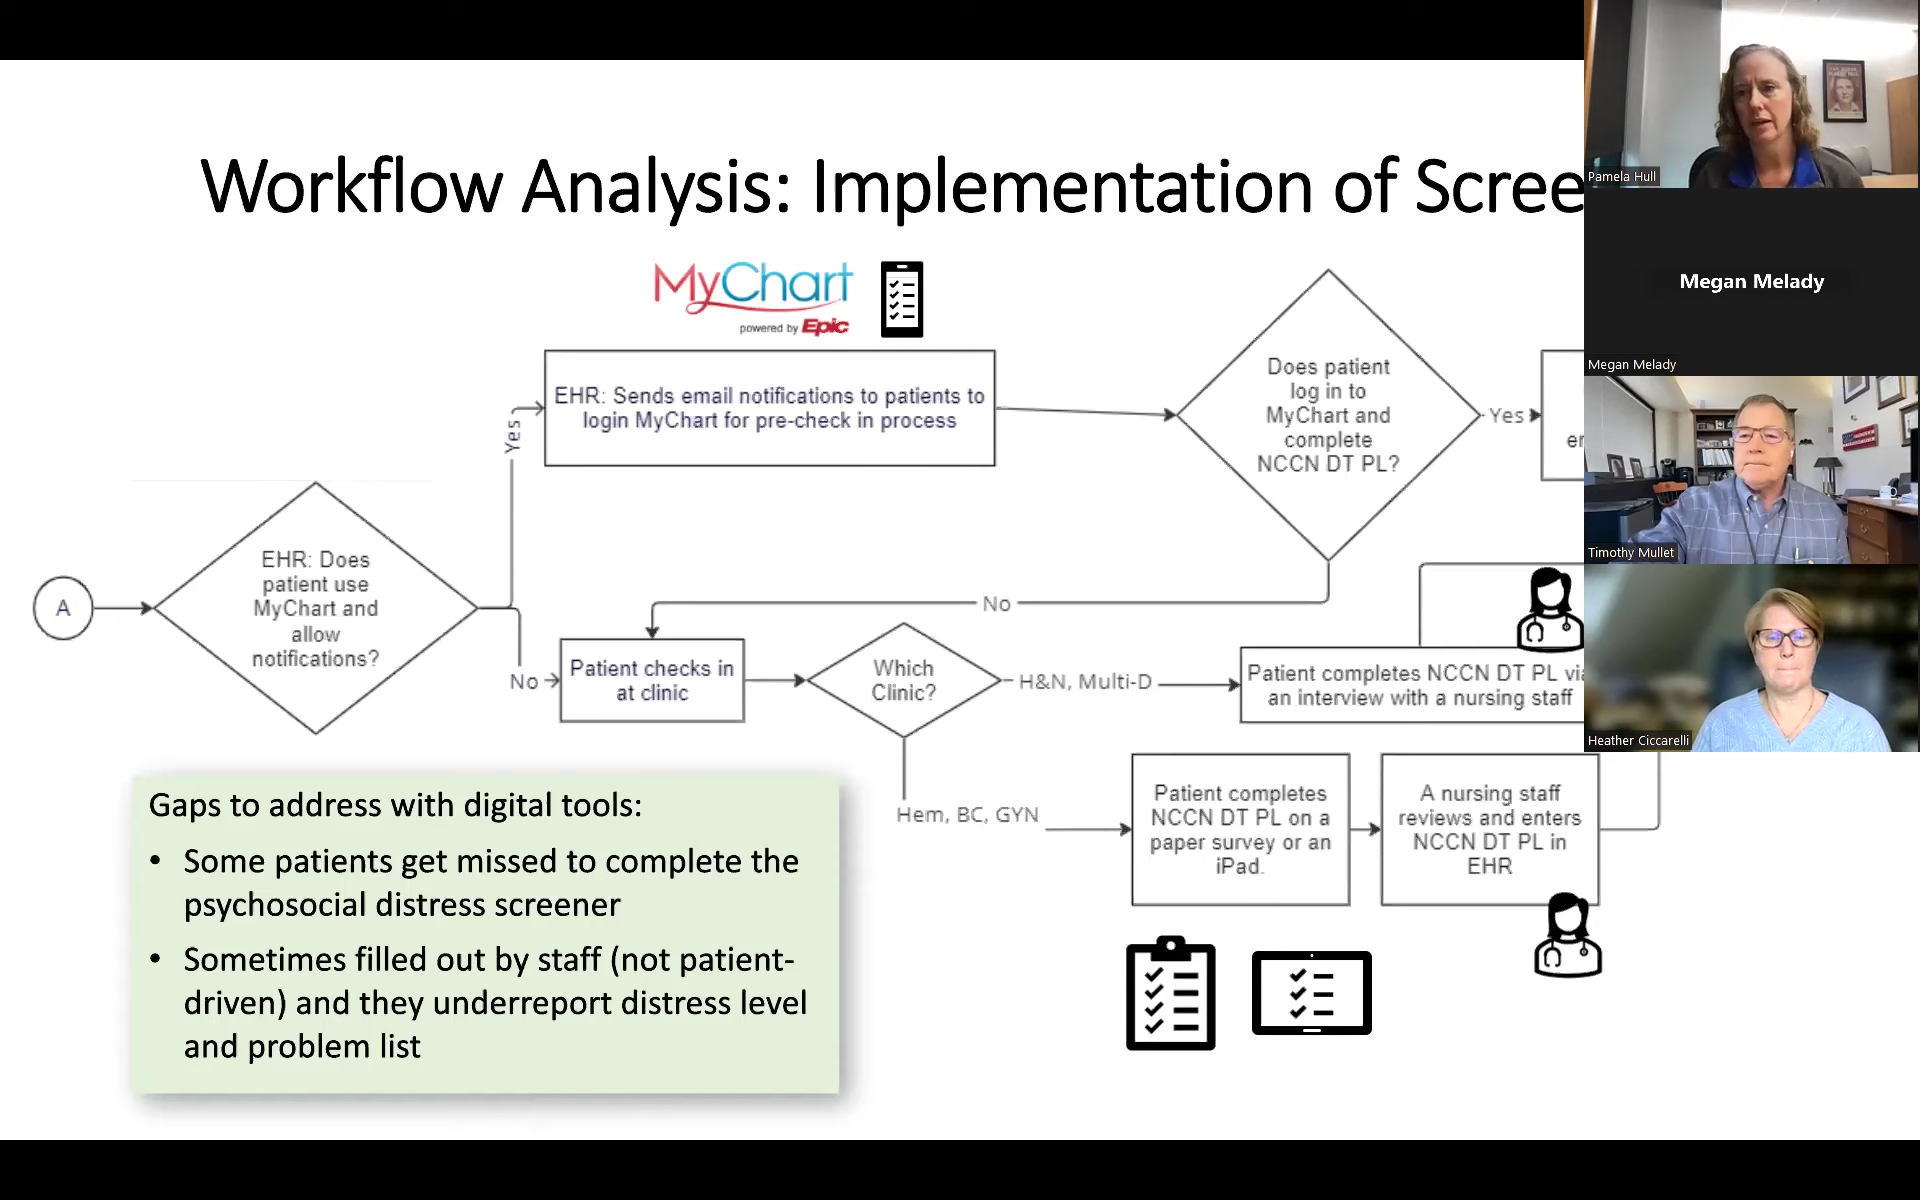 Workflow Analysis: Implementation of Scree
MyChart
powered by Epic
EHR: Sends email notifications to patients to
login MyChart for pre-check in process
Does patient
log in to
MyChart and
complete
NCCN DT PL?
Yes
er
Yes
A
EHR: Does
patient use
MyChart and
allow
notifications?
No
No
Patient checks in
at clinic
Which
Clinic?
H&N, Multi-D
Patient completes NCCN DT PL via
an interview with a nursing staff
Hem, BC, GYN
Patient completes
NCCN DT PL on a
paper survey or an
iPad.
A nursing staff
reviews and enters
NCCN DT PL in
EHR
Gaps to address with digital tools:
• Some patients get missed to complete the
psychosocial distress screener
• Sometimes filled out by staff (not patient-
driven) and they underreport distress level
and problem list
Pamela Hull
Megan Melady
Megan Melady
Timothy Mullet
Heather Ciccarelli